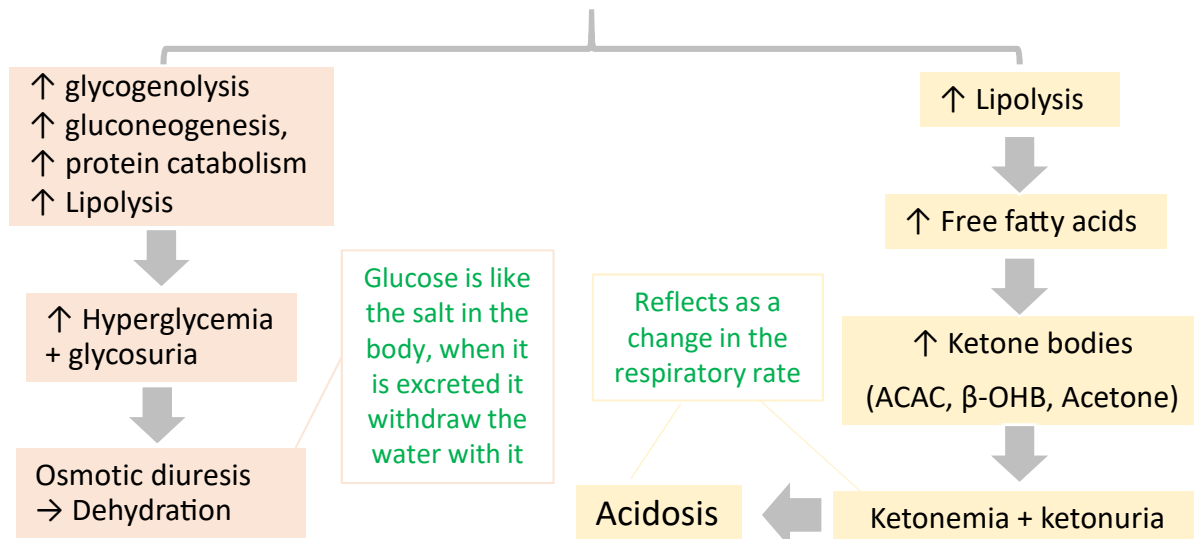 ↑ glycogenolysis
↑ gluconeogenesis,
↑ protein catabolism
↑ Lipolysis
↑ Hyperglycemia
+ glycosuria
Osmotic diuresis
→ Dehydration
Glucose is like
the salt in the
body, when it
is excreted it
withdraw the
water with it
↑ Lipolysis
↑ Free fatty acids
↑ Ketone bodies
(ACAC, β-OHB, Acetone)
Ketonemia + ketonuria
Reflects as a
change in the
respiratory rate
Acidosis